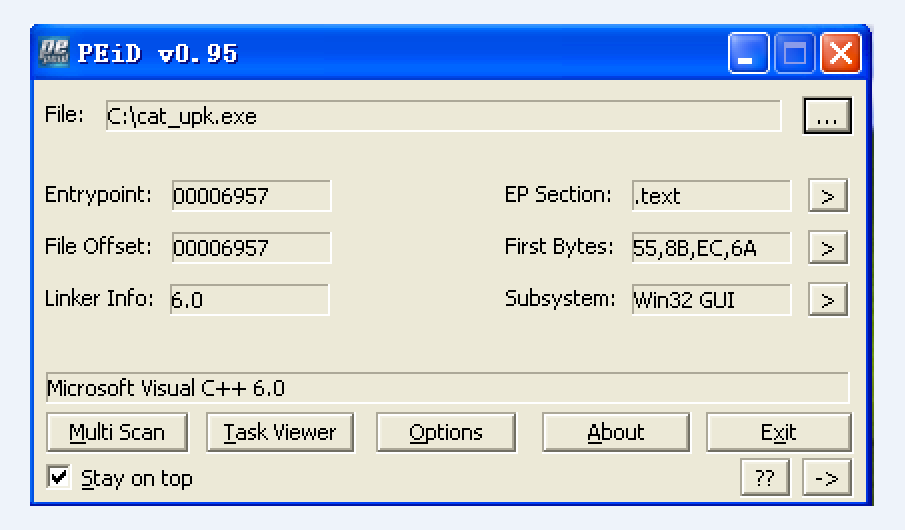 PEiD v0.95
File: C:\cat_upk.exe ...
Entrypoint: 00006957 EP Section: .text >
File Offset: 00006957 First Bytes: 55,8B,EC,6A >
Linker Info: 6.0 Subsystem: Win32 GUI >
Microsoft Visual C++ 6.0
Multi Scan Task Viewer Options About Exit
Stay on top ?? ->